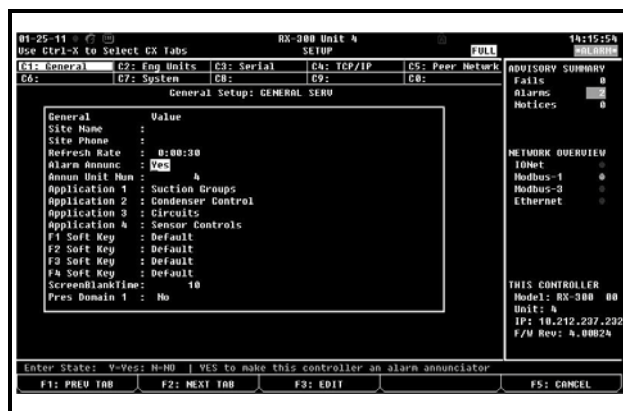 01-25-11 RX-300 Unit 4 14:15:54
Use Ctrl-X to Select CX Tabs SETUP FULL *ALARM*
C1: General C2: Eng Units C3: Serial C4: TCP/IP C5: Peer Netwrk
C6: C7: System C8: C9: C0:
ADVISORY SUMMARY
Fails 0
Alarms 2
Notices 0
General Setup: GENERAL SERV
General Value
Site Name :
Site Phone :
Refresh Rate : 0:00:30
Alarm Annunc : Yes
Annun Unit Num : 4
Application 1 : Suction Groups
Application 2 : Condenser Control
Application 3 : Circuits
Application 4 : Sensor Controls
F1 Soft Key : Default
F2 Soft Key : Default
F3 Soft Key : Default
F4 Soft Key : Default
ScreenBlankTime: 10
Pres Domain 1 : No
NETWORK OVERVIEW
IONet
Modbus-1
Modbus-3
Ethernet
THIS CONTROLLER
Model: RX-300 00
Unit: 4
IP: 10.212.237.232
F/W Rev: 4.00B24
Enter State: Y=Yes: N=NO | YES to make this controller an alarm annunciator
F1: PREV TAB F2: NEXT TAB F3: EDIT F5: CANCEL